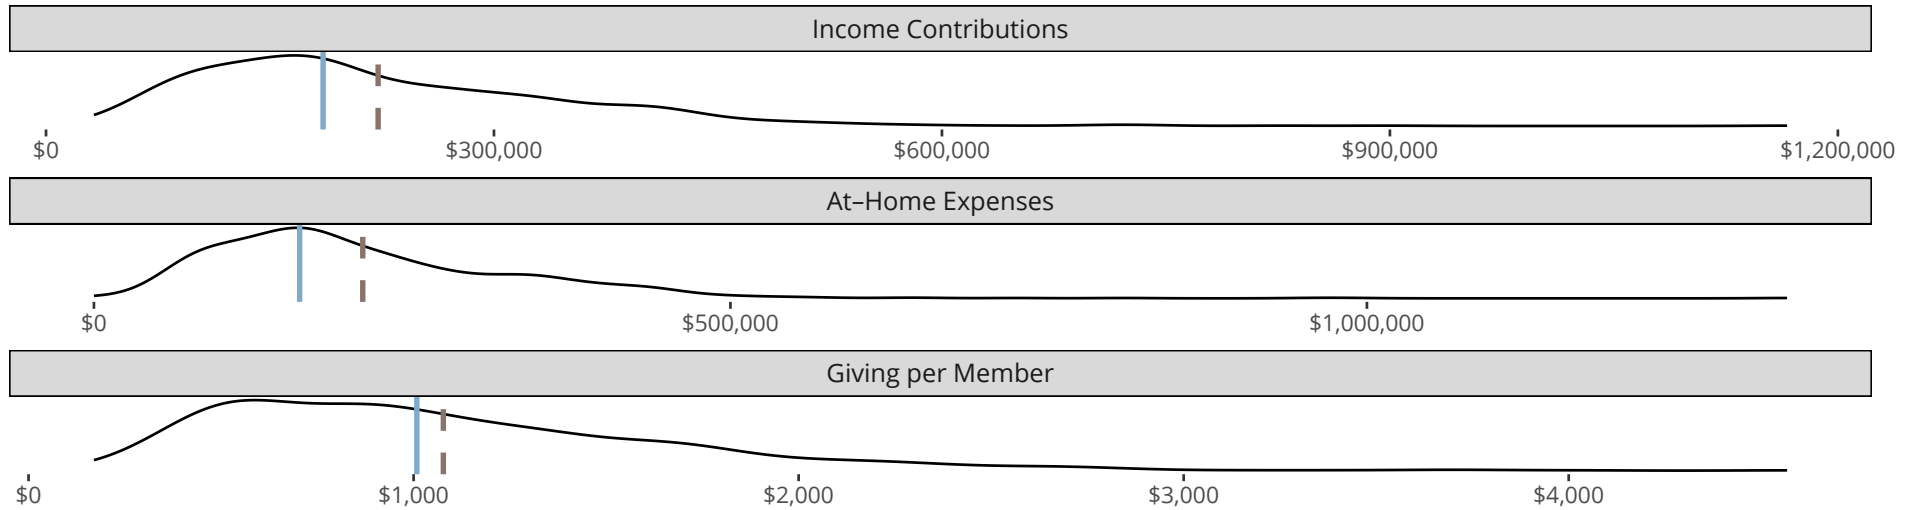 Income Contributions
$0 $300,000 $600,000 $900,000 $1,200,000
At–Home Expenses
$0 $500,000 $1,000,000
Giving per Member
$0 $1,000 $2,000 $3,000 $4,000